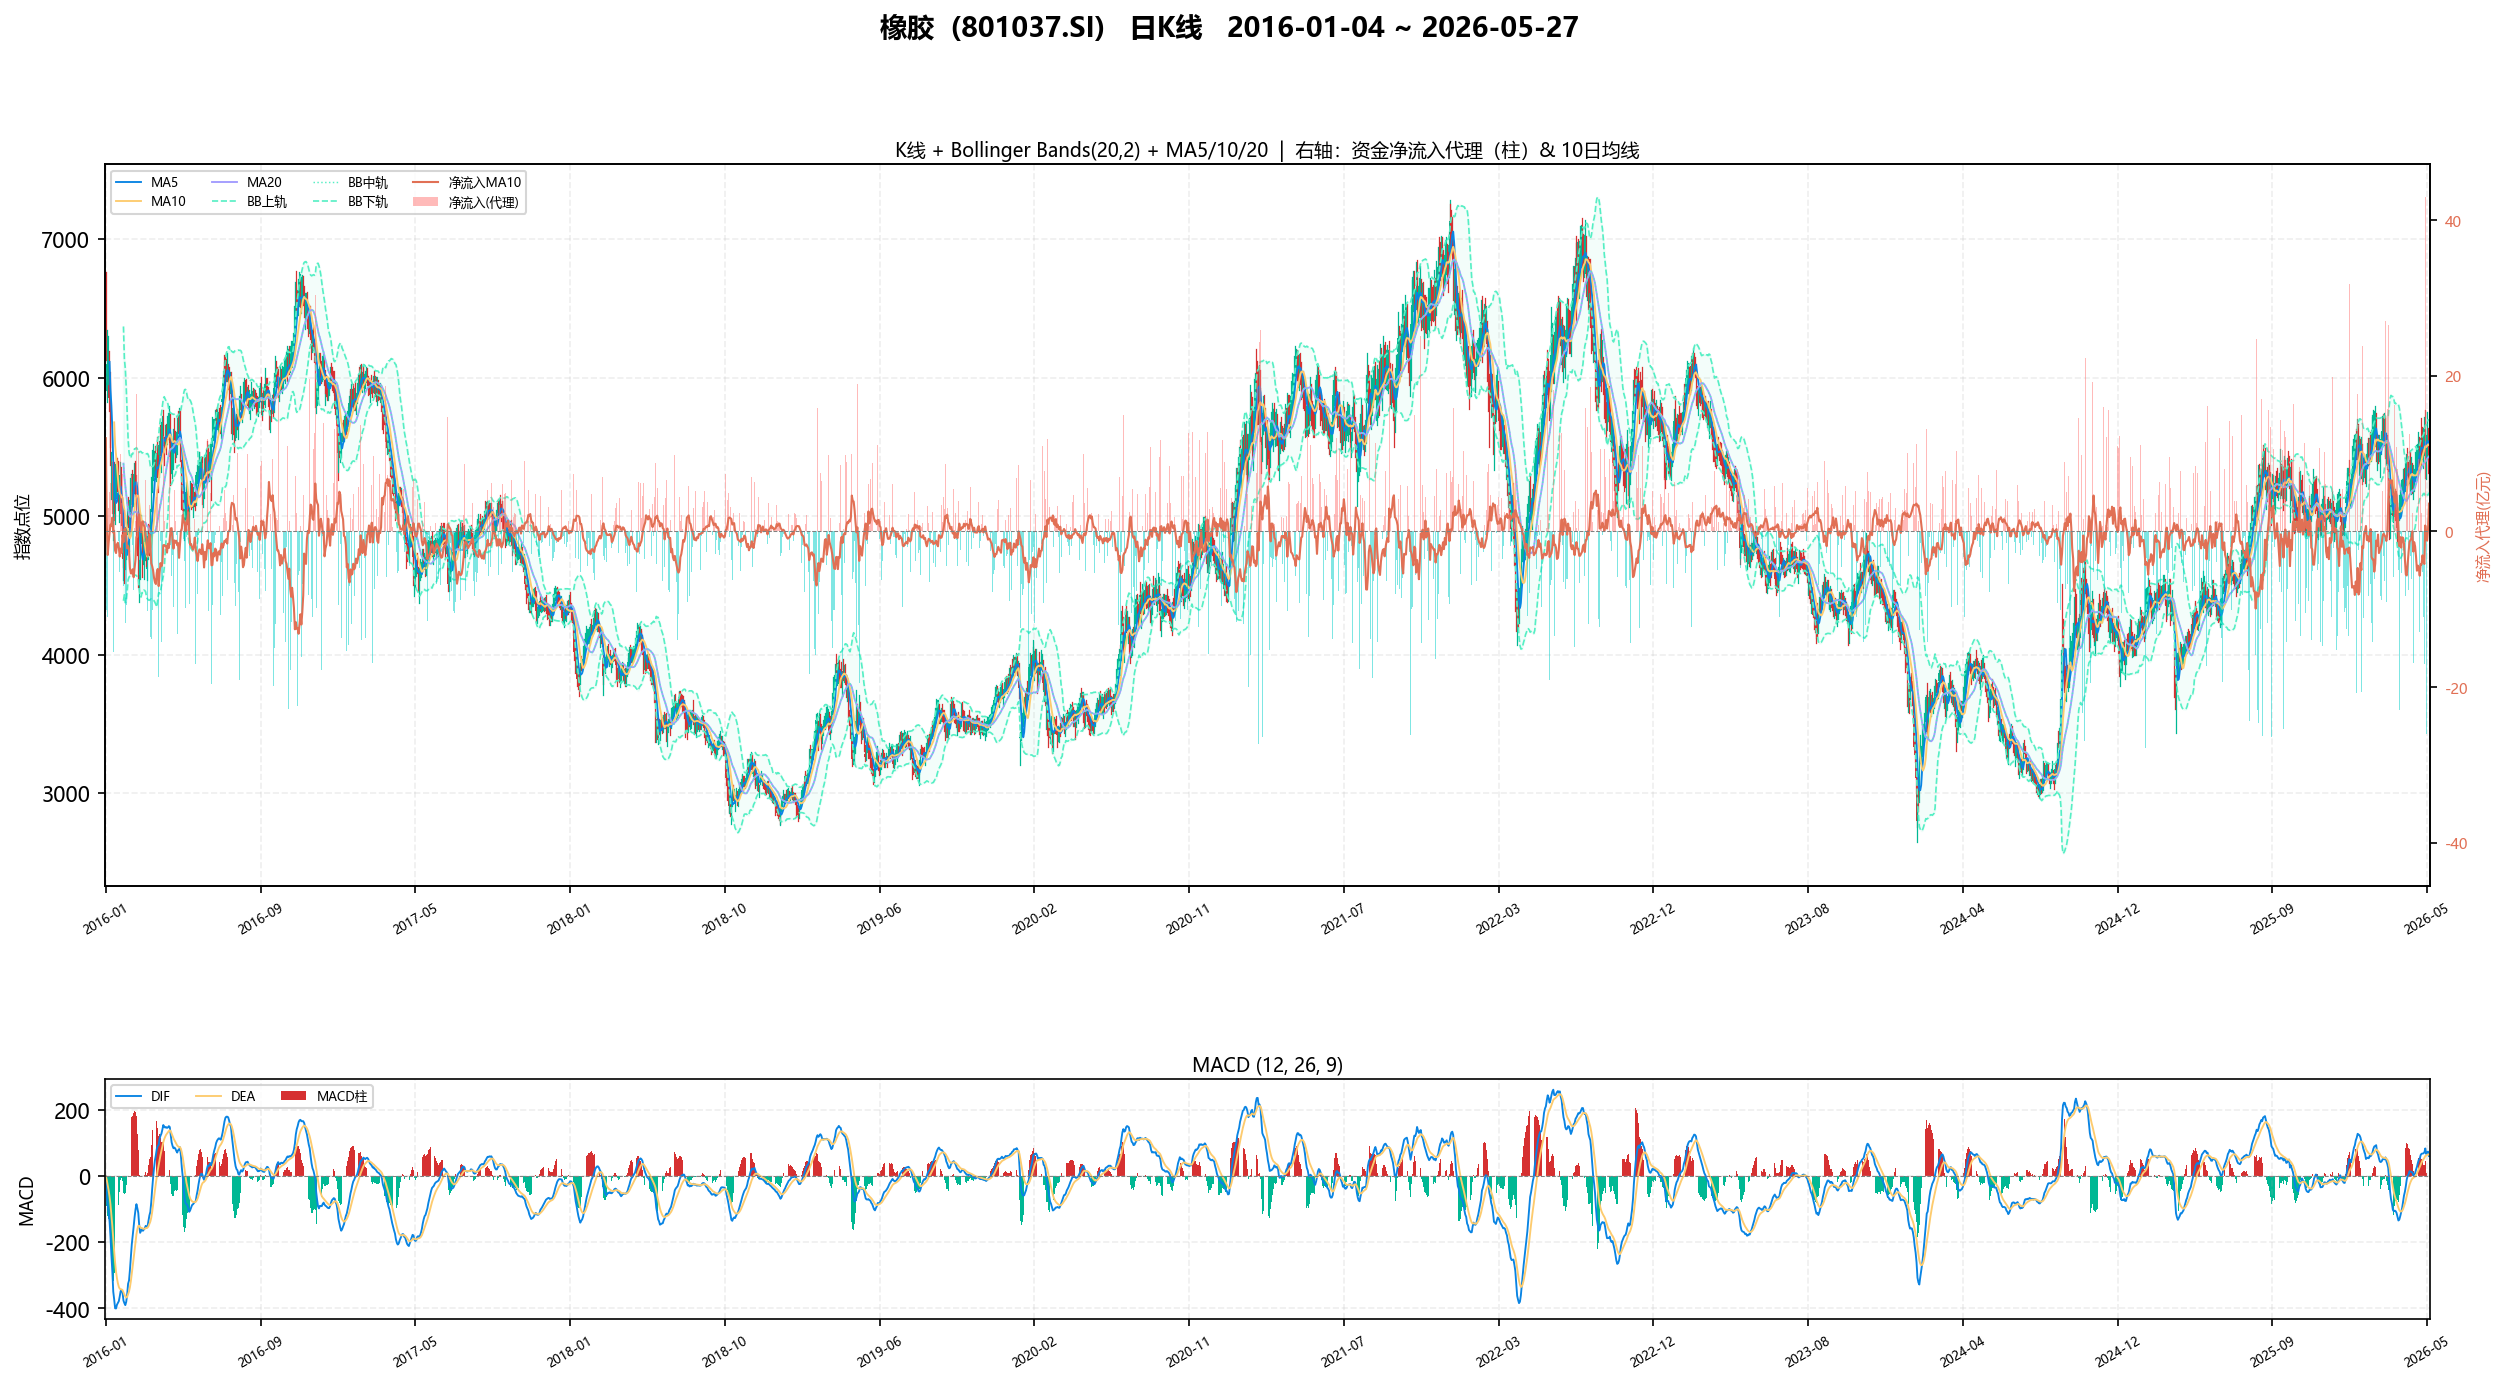 橡胶 (801037.SI) 日K线 2016-01-04 ~ 2026-05-27
K线 + Bollinger Bands(20,2) + MA5/10/20 | 右轴：资金净流入代理（柱）& 10日均线
MA5 MA20 BB中轨 净流入MA10
MA10 BB上轨 BB下轨 净流入(代理)
指数点位
7000
6000
5000
4000
3000
40
20
0
-20
-40
净流入代理(亿元)
2016-01 2016-09 2017-05 2018-01 2018-10 2019-06 2020-02 2020-11 2021-07 2022-03 2022-12 2023-08 2024-04 2024-12 2025-09 2026-05
MACD (12, 26, 9)
DIF DEA MACD柱
MACD
200
0
-200
-400
2016-01 2016-09 2017-05 2018-01 2018-10 2019-06 2020-02 2020-11 2021-07 2022-03 2022-12 2023-08 2024-04 2024-12 2025-09 2026-05